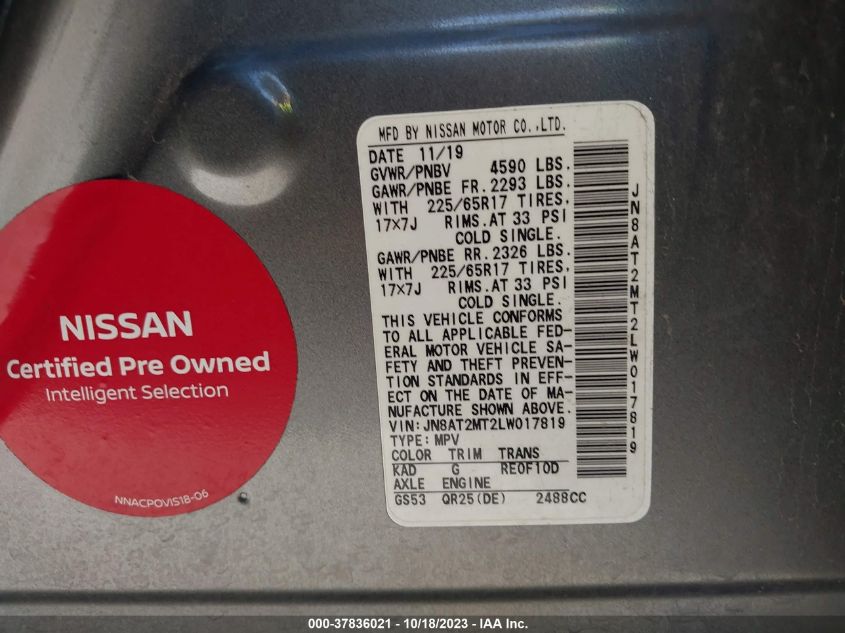 MFD BY NISSAN MOTOR CO.,LTD.
DATE 11/19
GVWR/PNBV 4590 LBS.
GAWR/PNBE FR. 2293 LBS.
WITH 225/65R17 TIRES,
17×7J RIMS. AT 33 PSI
COLD SINGLE.
GAWR/PNBE RR. 2326 LBS.
WITH 225/65R17 TIRES,
17×7J RIMS. AT 33 PSI
COLD SINGLE.
THIS VEHICLE CONFORMS
TO ALL APPLICABLE FED-
ERAL MOTOR VEHICLE SA-
FETY AND THEFT PREVEN-
TION STANDARDS IN EFF-
ECT ON THE DATE OF MA-
NUFACTURE SHOWN ABOVE.
VIN:JN8AT2MT2LW017819
TYPE:MPV
COLOR TRIM TRANS
KAD G RE0F10D
AXLE ENGINE
GS53 QR25(DE) 2488CC
JN8AT2MT2LW017819
NISSAN
Certified Pre Owned
Intelligent Selection
NNACPOVIS18-06
000-37836021 - 10/18/2023 - IAA Inc.